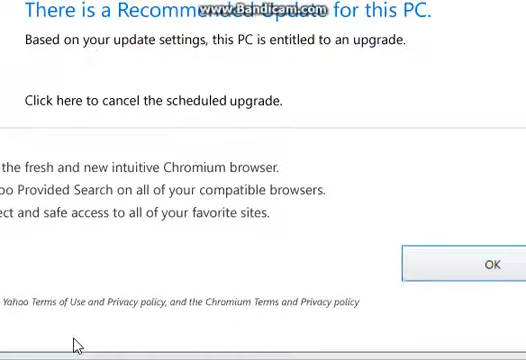 There is a Recommended Update for this PC.
www.Bandicam.com
Based on your update settings, this PC is entitled to an upgrade.
Click here to cancel the scheduled upgrade.
the fresh and new intuitive Chromium browser.
oo Provided Search on all of your compatible browsers.
ect and safe access to all of your favorite sites.
OK
Yahoo Terms of Use and Privacy policy, and the Chromium Terms and Privacy policy